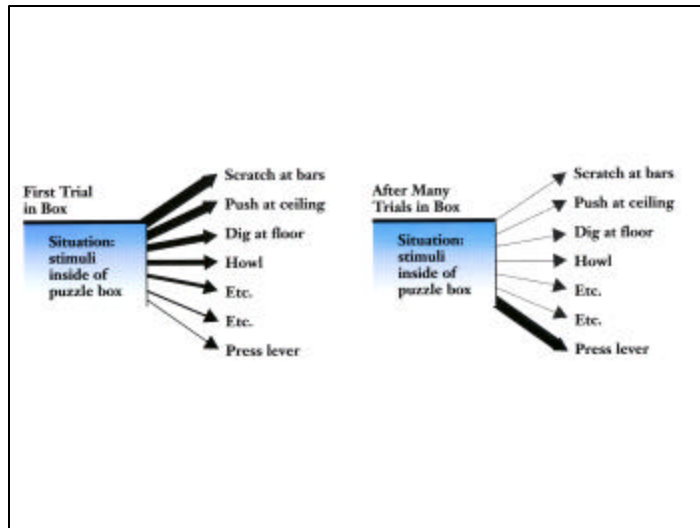 First Trial
in Box
Situation:
stimuli
inside of
puzzle box
Scratch at bars
Push at ceiling
Dig at floor
Howl
Etc.
Etc.
Press lever
After Many
Trials in Box
Situation:
stimuli
inside of
puzzle box
Scratch at bars
Push at ceiling
Dig at floor
Howl
Etc.
Etc.
Press lever